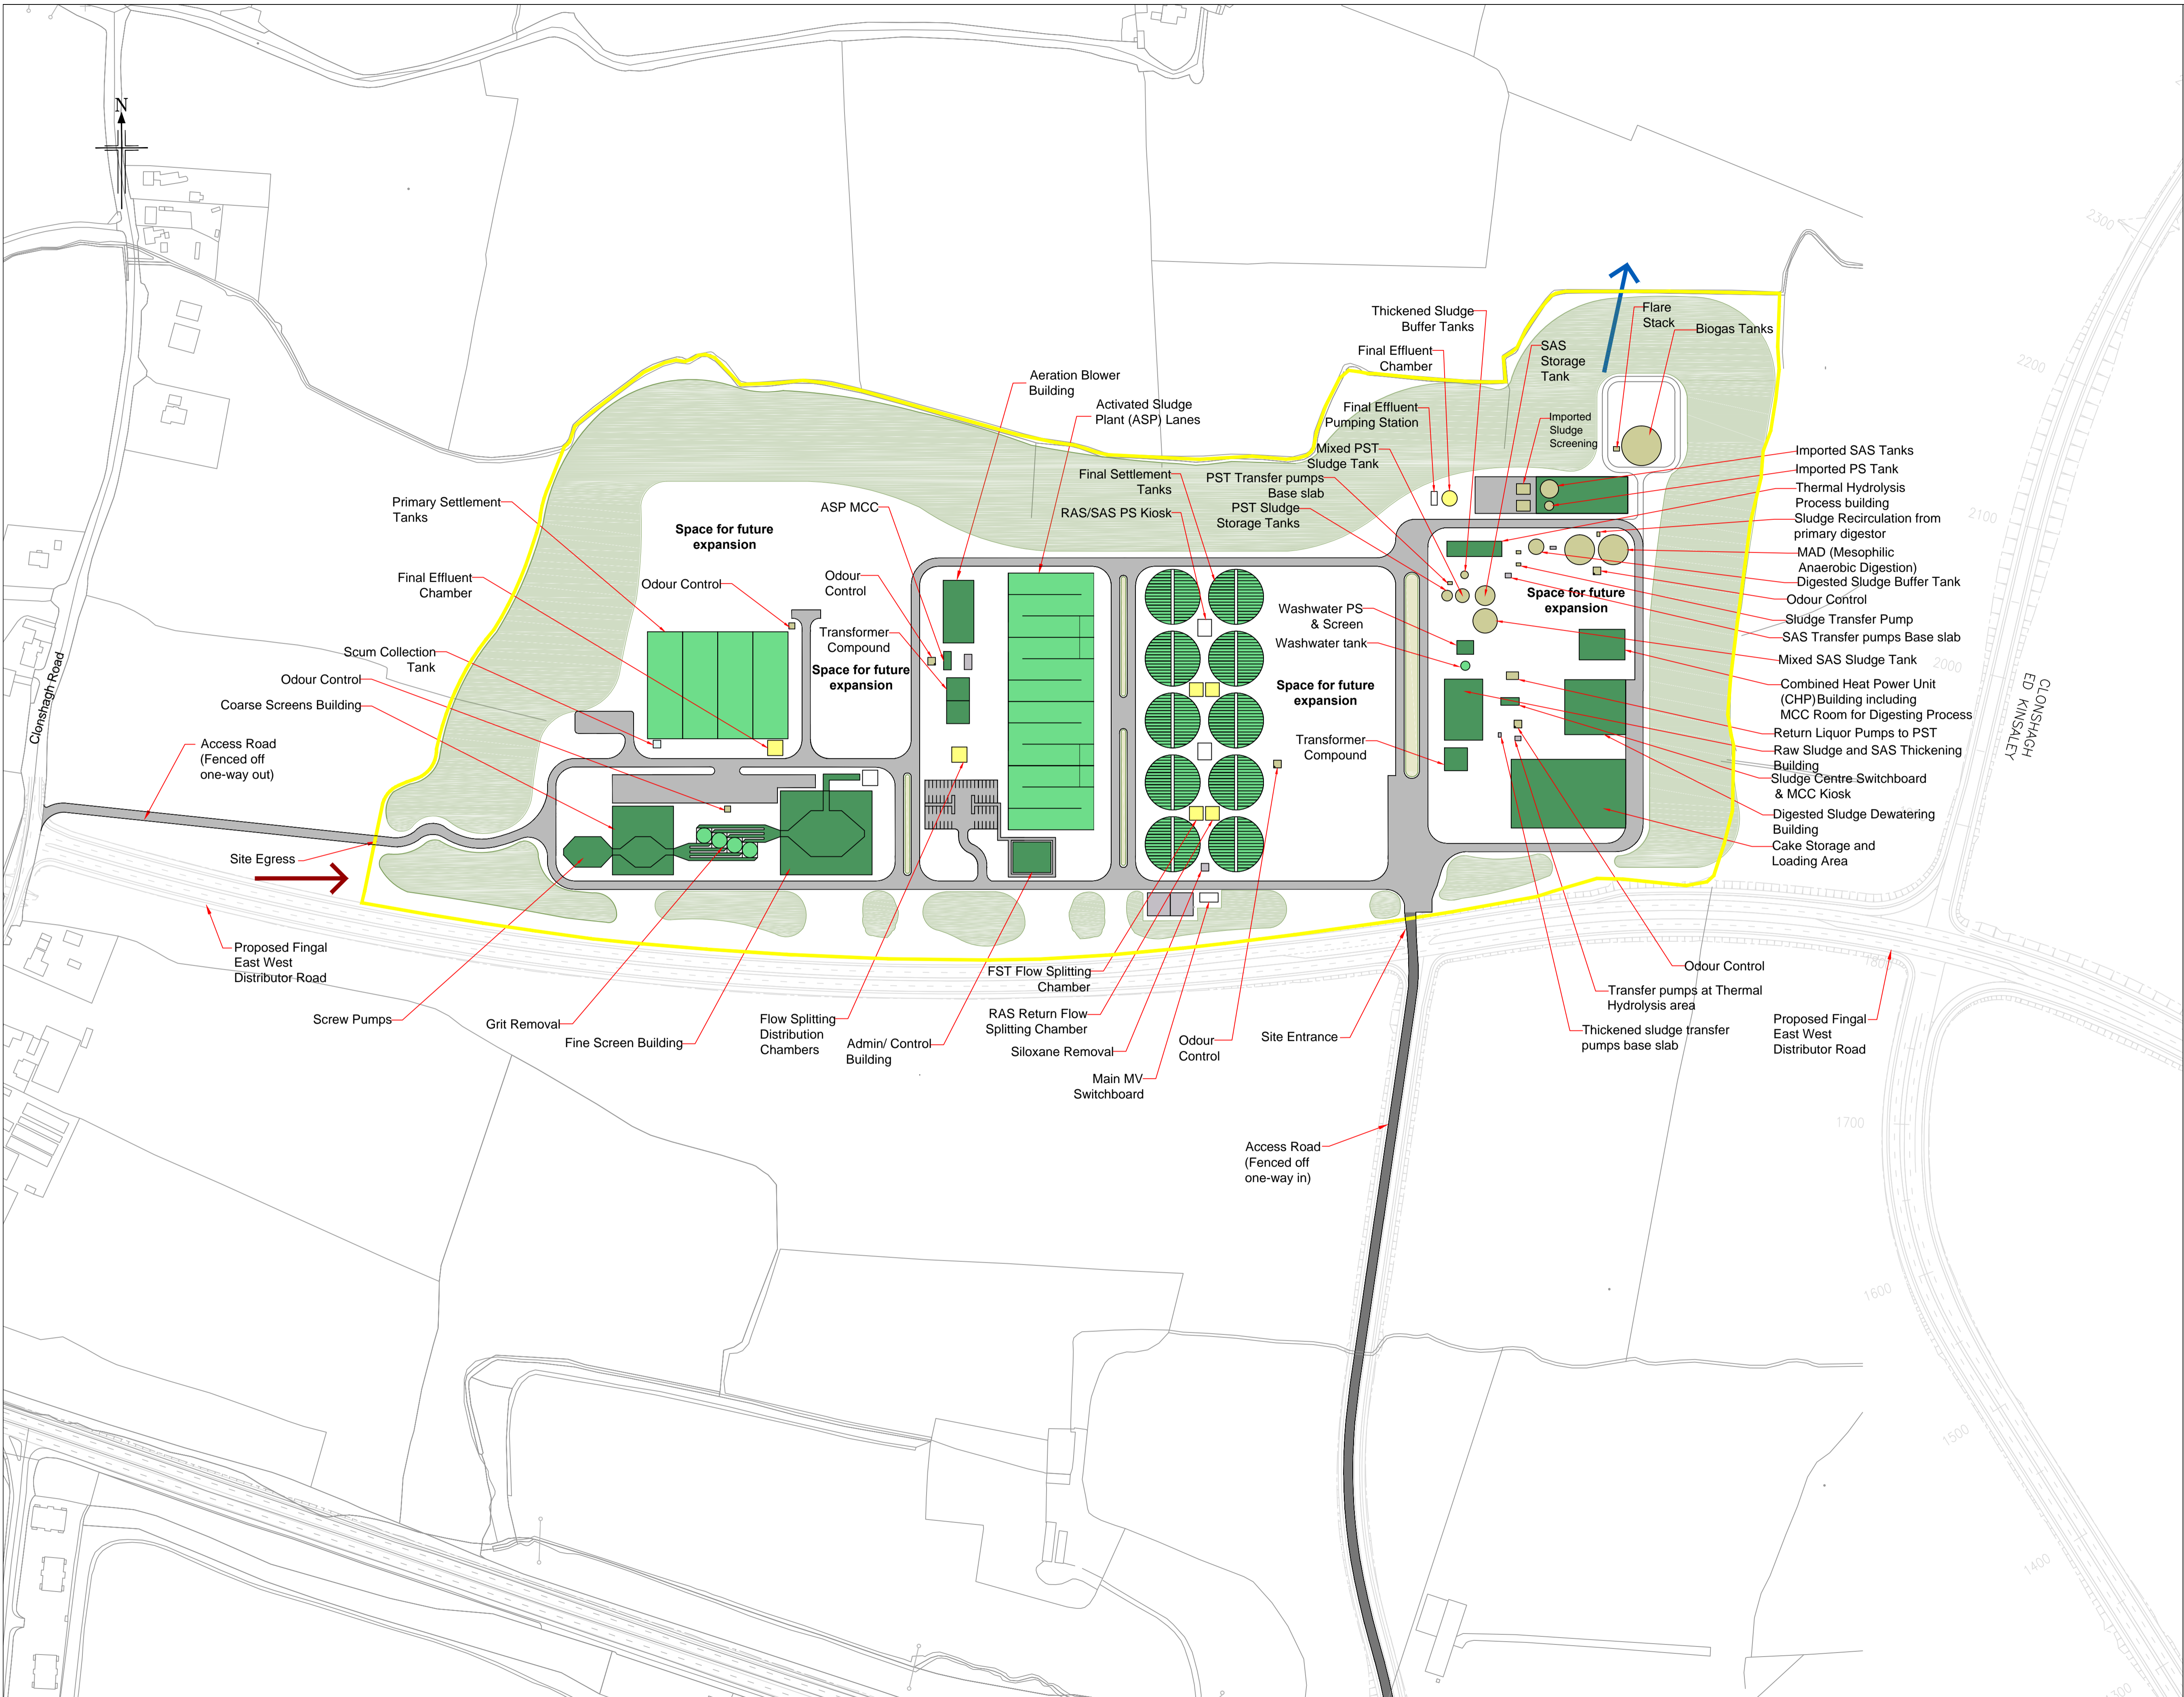 N
2300
2200
2100
2000
1700
1600
1500
1400
CLONSHAGH
ED KINSALEY
Clonshagh Road
Access Road
(Fenced off
one-way out)
Site Egress
Proposed Fingal
East West
Distributor Road
Primary Settlement
Tanks
Final Effluent
Chamber
Scum Collection
Tank
Odour Control
Coarse Screens Building
Space for future
expansion
Odour Control
ASP MCC
Odour
Control
Transformer
Compound
Space for future
expansion
Aeration Blower
Building
Activated Sludge
Plant (ASP) Lanes
Final Settlement
Tanks
RAS/SAS PS Kiosk
Thickened Sludge
Buffer Tanks
Final Effluent
Chamber
Final Effluent
Pumping Station
Mixed PST
Sludge Tank
PST Transfer pumps
Base slab
PST Sludge
Storage Tanks
SAS
Storage
Tank
Imported
Sludge
Screening
Flare
Stack
Biogas Tanks
Washwater PS
& Screen
Washwater tank
Space for future
expansion
Transformer
Compound
Space for future
expansion
Imported SAS Tanks
Imported PS Tank
Thermal Hydrolysis
Process building
Sludge Recirculation from
primary digestor
MAD (Mesophilic
Anaerobic Digestion)
Digested Sludge Buffer Tank
Odour Control
Sludge Transfer Pump
SAS Transfer pumps Base slab
Mixed SAS Sludge Tank
Combined Heat Power Unit
(CHP)Building including
MCC Room for Digesting Process
Return Liquor Pumps to PST
Raw Sludge and SAS Thickening
Building
Sludge Centre Switchboard
& MCC Kiosk
Digested Sludge Dewatering
Building
Cake Storage and
Loading Area
Screw Pumps
Grit Removal
Fine Screen Building
Flow Splitting
Distribution
Chambers
Admin/ Control
Building
FST Flow Splitting
Chamber
RAS Return Flow
Splitting Chamber
Siloxane Removal
Main MV
Switchboard
Odour
Control
Site Entrance
Access Road
(Fenced off
one-way in)
Odour Control
Transfer pumps at Thermal
Hydrolysis area
Thickened sludge transfer
pumps base slab
Proposed Fingal
East West
Distributor Road